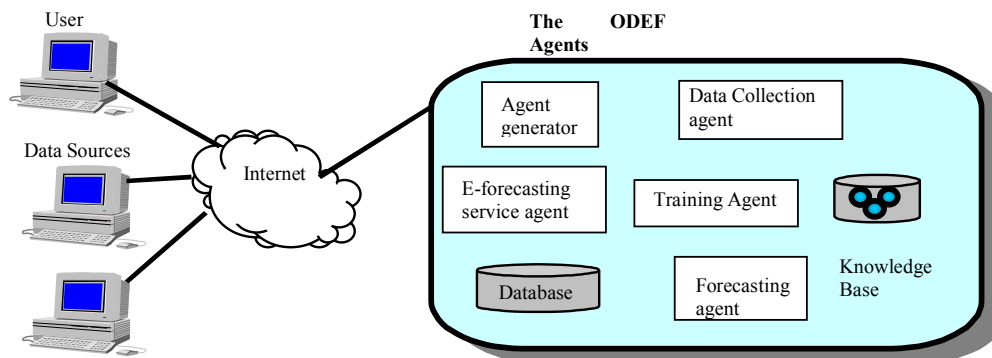 User
The ODEF
Agents
Agent
generator
Data Collection
agent
Data Sources
Internet
E-forecasting
service agent
Training Agent
Database
Forecasting
agent
Knowledge
Base